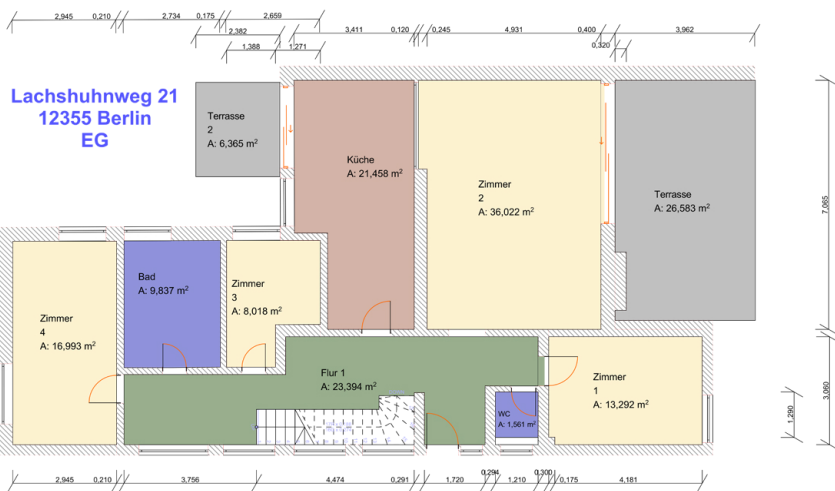 2,945
0,210
2,734
0,175
2,659
2,382
1,388
1,271
3,411
0,120
0,245
4,931
0,400
0,320
3,962
Lachshuhnweg 21
12355 Berlin
EG
Terrasse
2
A: 6,365 m²
Küche
A: 21,458 m²
Zimmer
2
A: 36,022 m²
Terrasse
A: 26,583 m²
7,065
Bad
A: 9,837 m²
Zimmer
3
A: 8,018 m²
Zimmer
4
A: 16,993 m²
Flur 1
A: 23,394 m²
Zimmer
1
A: 13,292 m²
WC
A: 1,561 m²
3,060
1,290
2,945
0,210
3,756
4,474
0,291
1,720
0,294
1,210
0,300
0,175
4,181